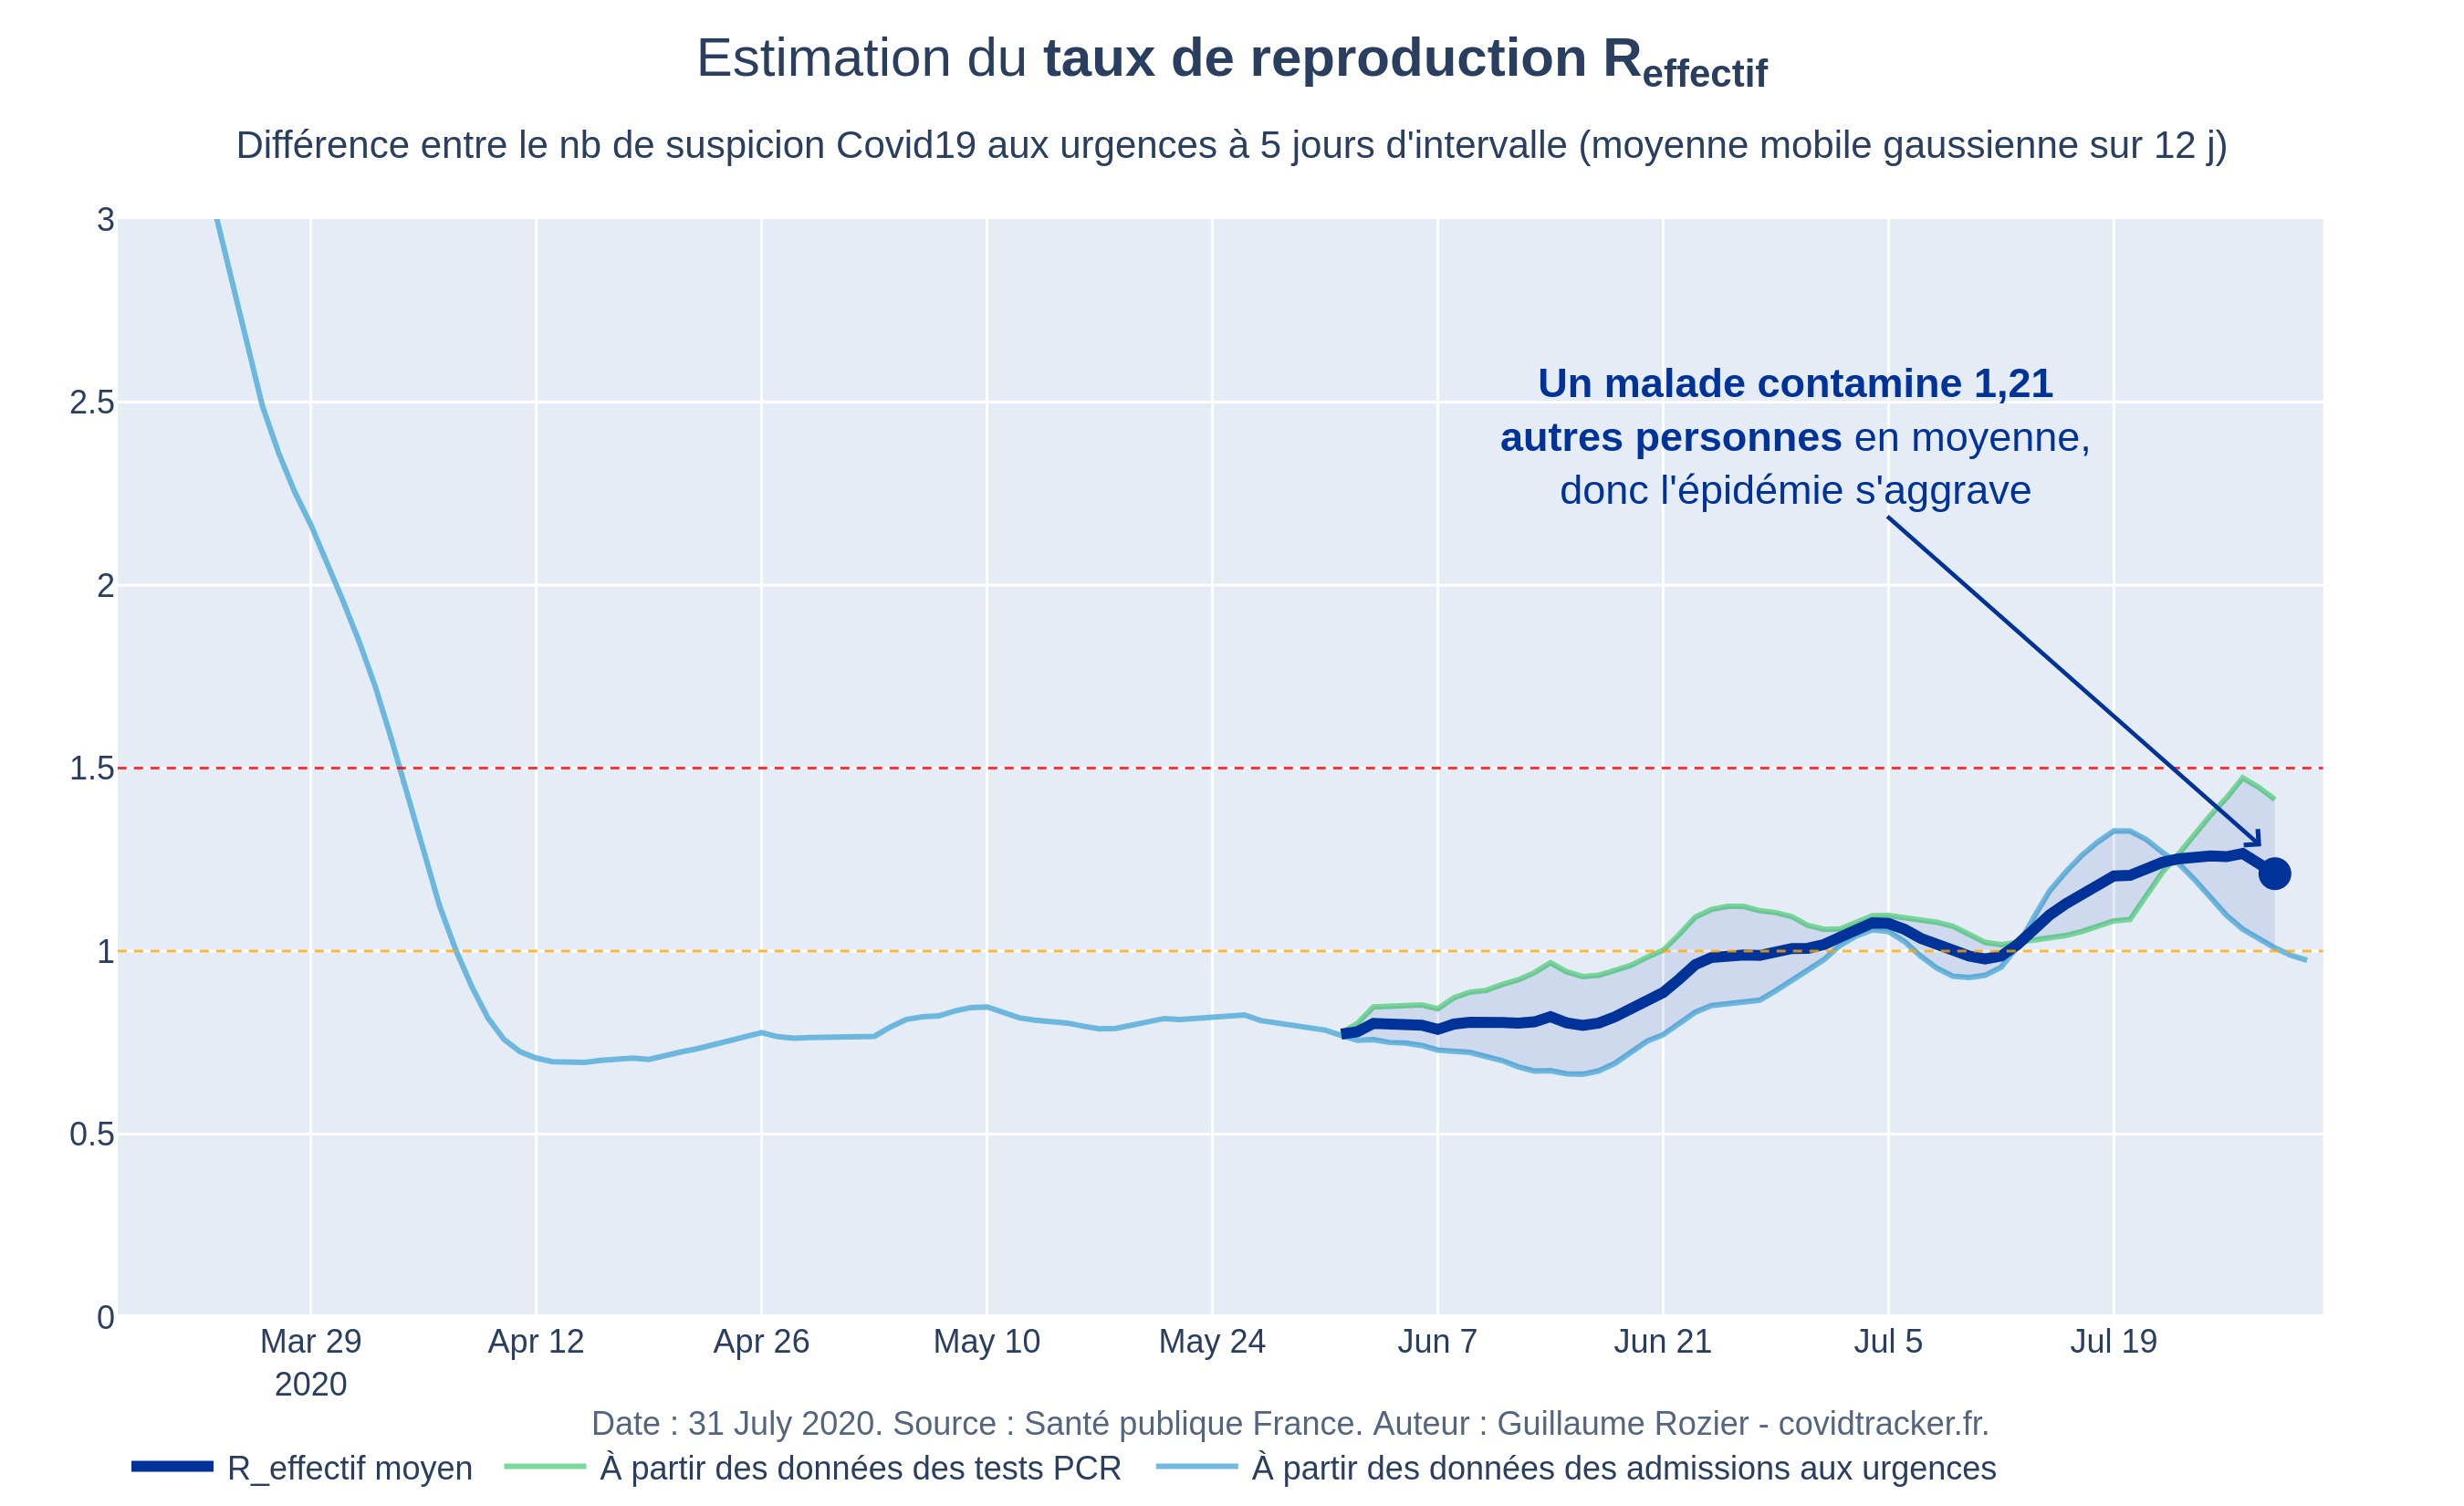 Estimation du taux de reproduction Reffectif
Différence entre le nb de suspicion Covid19 aux urgences à 5 jours d'intervalle (moyenne mobile gaussienne sur 12 j)
3
2.5
2
1.5
1
0.5
0
Un malade contamine 1,21
autres personnes en moyenne,
donc l'épidémie s'aggrave
Mar 29 Apr 12 Apr 26 May 10 May 24 Jun 7 Jun 21 Jul 5 Jul 19
2020
Date : 31 July 2020. Source : Santé publique France. Auteur : Guillaume Rozier - covidtracker.fr.
R_effectif moyen À partir des données des tests PCR À partir des données des admissions aux urgences